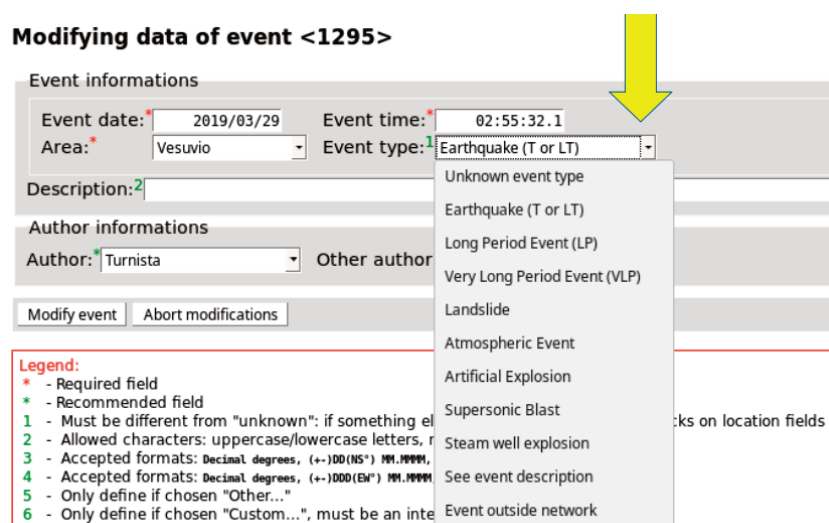 Modifying data of event <1295>
Event informations
Event date:* 2019/03/29 Event time:* 02:55:32.1
Area:* Vesuvio Event type:1 Earthquake (T or LT)
Unknown event type
Description:2
Earthquake (T or LT)
Author informations
Long Period Event (LP)
Author:* Turnista Other author
Very Long Period Event (VLP)
Landslide
Modify event Abort modifications
Atmospheric Event
Legend:
Artificial Explosion
* - Required field
* - Recommended field
Supersonic Blast
1 - Must be different from "unknown": if something el cks on location fields
2 - Allowed characters: uppercase/lowercase letters,
Steam well explosion
3 - Accepted formats: Decimal degrees, (+-)DD(NS°) MM.MMMM,
4 - Accepted formats: Decimal degrees, (+-)DDD(EW°) MM.MMMM
See event description
5 - Only define if chosen "Other..."
6 - Only define if chosen "Custom...", must be an inte
Event outside network